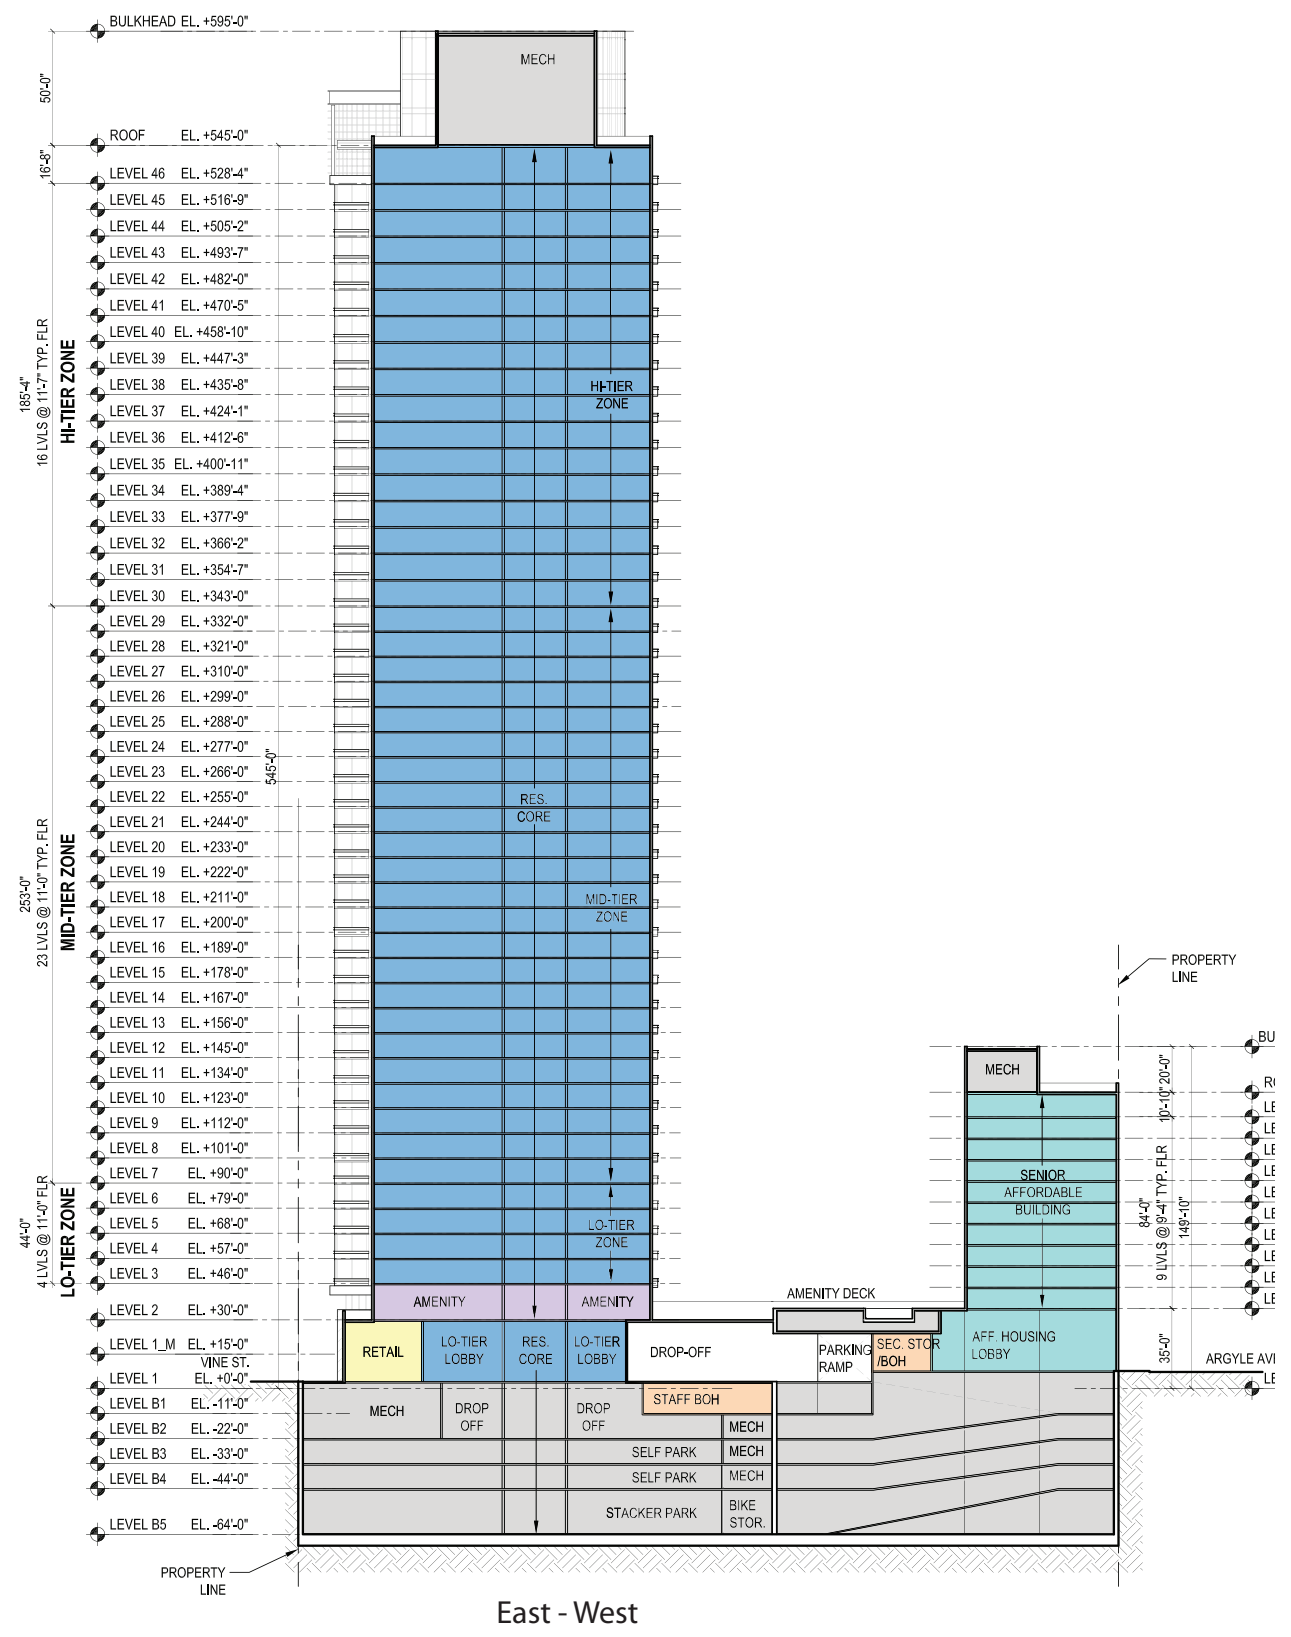 BULKHEAD EL. +595'-0"
50'-0"
ROOF EL. +545'-0"
16'-8"
LEVEL 46 EL. +528'-4"
LEVEL 45 EL. +516'-9"
LEVEL 44 EL. +505'-2"
LEVEL 43 EL. +493'-7"
LEVEL 42 EL. +482'-0"
LEVEL 41 EL. +470'-5"
LEVEL 40 EL. +458'-10"
LEVEL 39 EL. +447'-3"
LEVEL 38 EL. +435'-8"
LEVEL 37 EL. +424'-1"
LEVEL 36 EL. +412'-6"
LEVEL 35 EL. +400'-11"
LEVEL 34 EL. +389'-4"
LEVEL 33 EL. +377'-9"
LEVEL 32 EL. +366'-2"
LEVEL 31 EL. +354'-7"
LEVEL 30 EL. +343'-0"
LEVEL 29 EL. +332'-0"
LEVEL 28 EL. +321'-0"
LEVEL 27 EL. +310'-0"
LEVEL 26 EL. +299'-0"
LEVEL 25 EL. +288'-0"
LEVEL 24 EL. +277'-0"
LEVEL 23 EL. +266'-0"
LEVEL 22 EL. +255'-0"
LEVEL 21 EL. +244'-0"
LEVEL 20 EL. +233'-0"
LEVEL 19 EL. +222'-0"
LEVEL 18 EL. +211'-0"
LEVEL 17 EL. +200'-0"
LEVEL 16 EL. +189'-0"
LEVEL 15 EL. +178'-0"
LEVEL 14 EL. +167'-0"
LEVEL 13 EL. +156'-0"
LEVEL 12 EL. +145'-0"
LEVEL 11 EL. +134'-0"
LEVEL 10 EL. +123'-0"
LEVEL 9 EL. +112'-0"
LEVEL 8 EL. +101'-0"
LEVEL 7 EL. +90'-0"
LEVEL 6 EL. +79'-0"
LEVEL 5 EL. +68'-0"
LEVEL 4 EL. +57'-0"
LEVEL 3 EL. +46'-0"
LEVEL 2 EL. +30'-0"
LEVEL 1_M EL. +15'-0"
VINE ST.
LEVEL 1 EL. +0'-0"
LEVEL B1 EL. -11'-0"
LEVEL B2 EL. -22'-0"
LEVEL B3 EL. -33'-0"
LEVEL B4 EL. -44'-0"
LEVEL B5 EL. -64'-0"
185'-4"
16 LVLS @ 11'-7" TYP. FLR
HI-TIER ZONE
253'-0"
23 LVLS @ 11'-0" TYP. FLR
MID-TIER ZONE
44'-0"
4 LVLS @ 11'-0" FLR
LO-TIER ZONE
545'-0"
MECH
HI-TIER
ZONE
RES.
CORE
MID-TIER
ZONE
LO-TIER
ZONE
AMENITY
AMENITY
RETAIL
LO-TIER
LOBBY
RES.
CORE
LO-TIER
LOBBY
DROP-OFF
AMENITY DECK
PARKING
RAMP
SEC. STOR
/BOH
AFF. HOUSING
LOBBY
MECH
SENIOR
AFFORDABLE
BUILDING
PROPERTY
LINE
10'-10" 20'-0"
84'-0"
9 LVLS @ 9'-4" TYP. FLR
149'-10"
35'-0"
BU
LE
LE
LE
LE
LE
LE
LE
LE
LE
LE
ARGYLE AVE
LE
MECH
DROP
OFF
DROP
OFF
STAFF BOH
MECH
SELF PARK
MECH
SELF PARK
MECH
STACKER PARK
BIKE
STOR.
PROPERTY
LINE
East - West